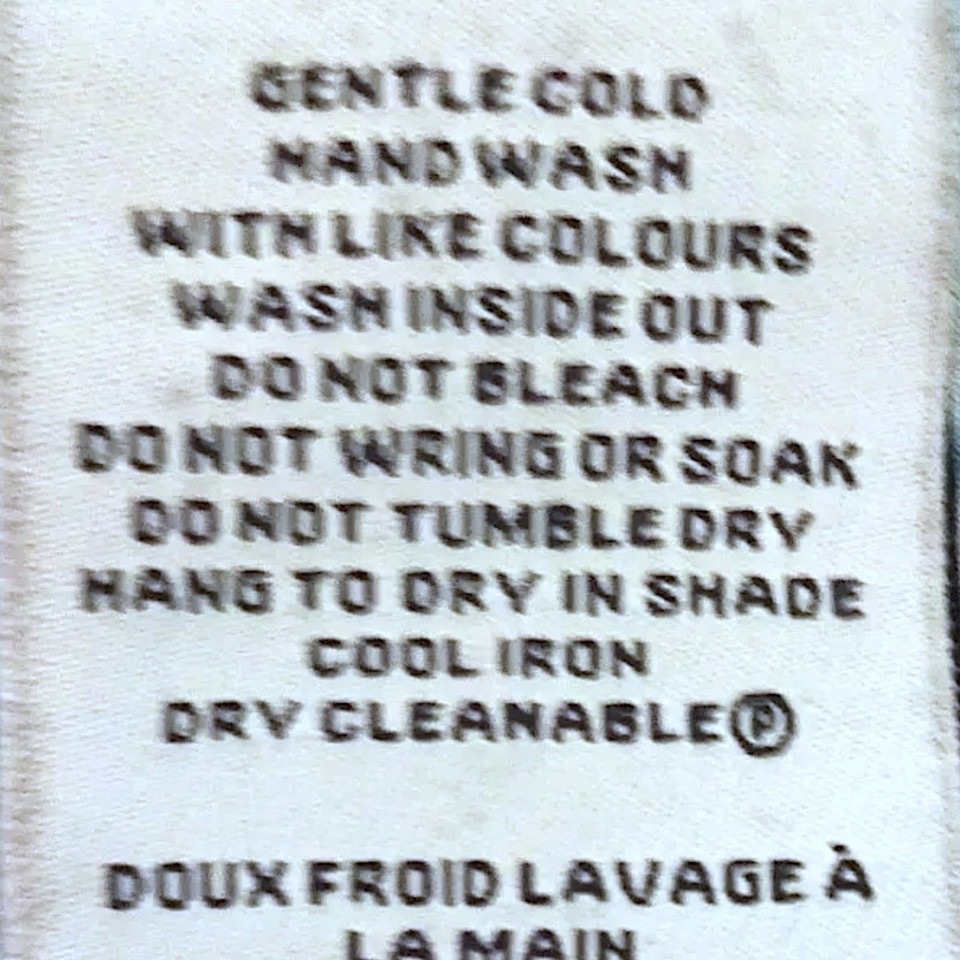 GENTLE COLD
HAND WASH
WITH LIKE COLOURS
WASH INSIDE OUT
DO NOT BLEACH
DO NOT WRING OR SOAK
DO NOT TUMBLE DRY
HANG TO DRY IN SHADE
COOL IRON
DRY CLEANABLE Ⓟ
DOUX FROID LAVAGE À
LA MAIN